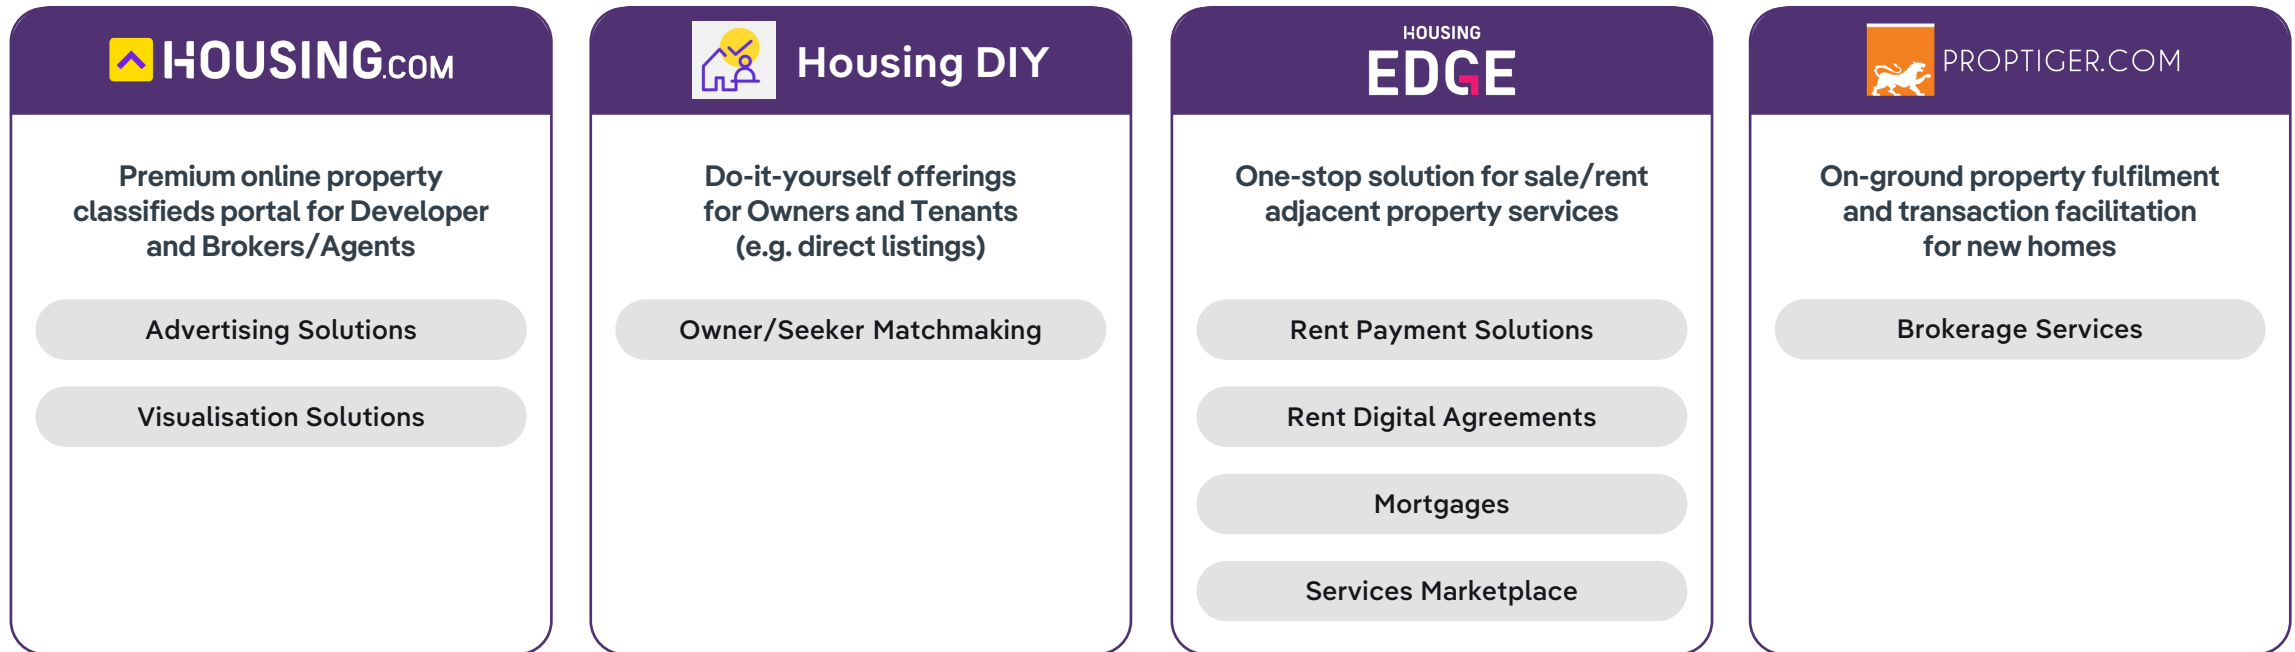 HOUSING.COM
Premium online property
classifieds portal for Developer
and Brokers/Agents
Advertising Solutions
Visualisation Solutions
Housing DIY
Do-it-yourself offerings
for Owners and Tenants
(e.g. direct listings)
Owner/Seeker Matchmaking
HOUSING
EDGE
One-stop solution for sale/rent
adjacent property services
Rent Payment Solutions
Rent Digital Agreements
Mortgages
Services Marketplace
PROPTIGER.COM
On-ground property fulfilment
and transaction facilitation
for new homes
Brokerage Services